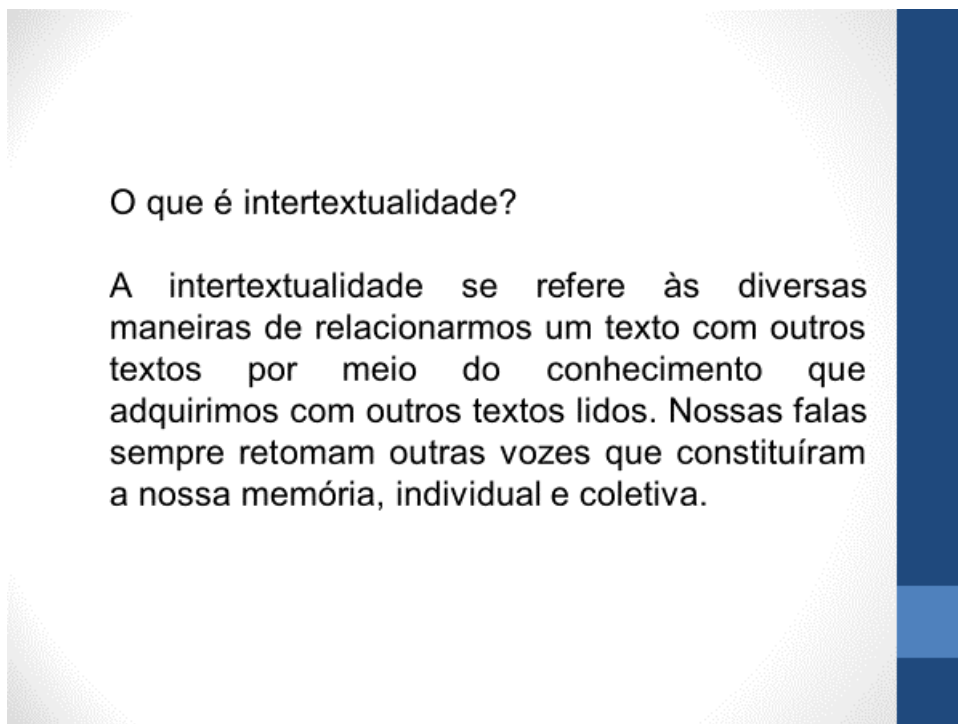 O que é intertextualidade?
A intertextualidade se refere às diversas
maneiras de relacionarmos um texto com outros
textos por meio do conhecimento que
adquirimos com outros textos lidos. Nossas falas
sempre retomam outras vozes que constituíram
a nossa memória, individual e coletiva.